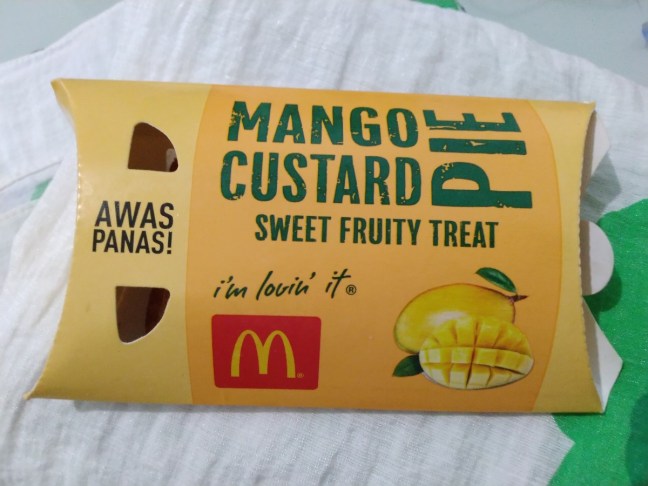 MANGO
CUSTARD
PIE
SWEET FRUITY TREAT
AWAS
PANAS!
i'm lovin' it®
M®